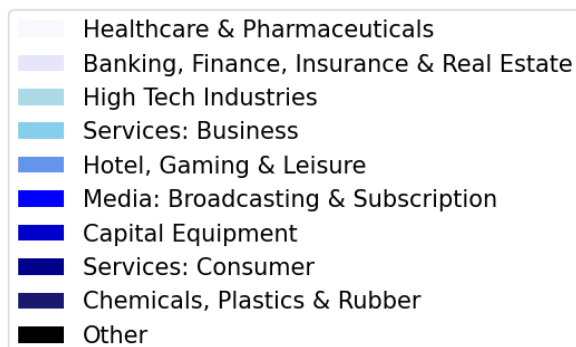 Healthcare & Pharmaceuticals
Banking, Finance, Insurance & Real Estate
High Tech Industries
Services: Business
Hotel, Gaming & Leisure
Media: Broadcasting & Subscription
Capital Equipment
Services: Consumer
Chemicals, Plastics & Rubber
Other